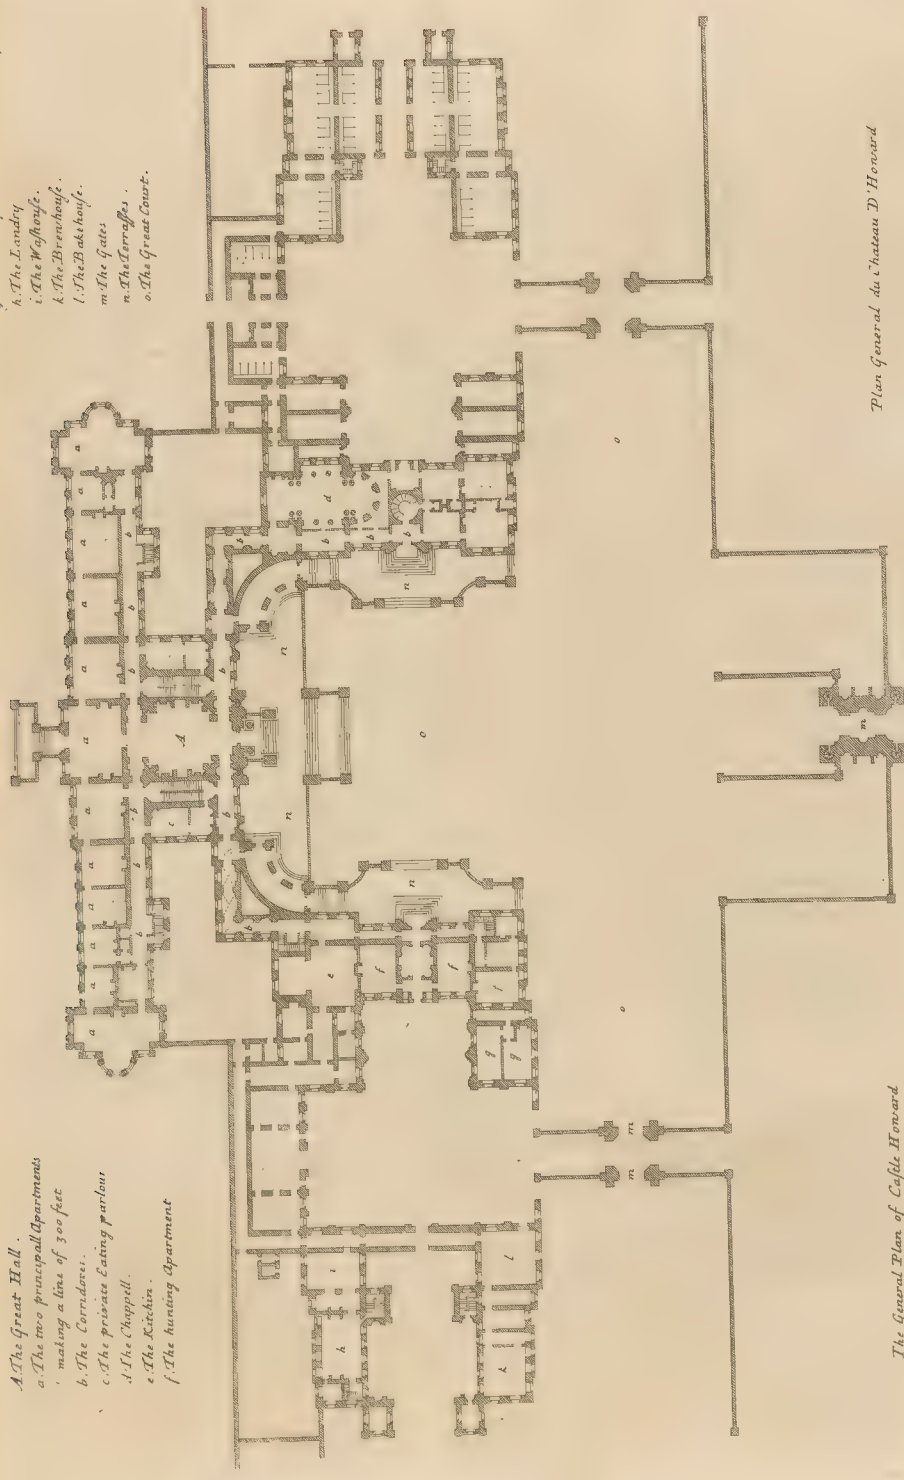 A. The Great Hall.
a. The two principall Apartments
making a line of 300 feet
b. The Corridores.
c. The private Eating parlour
d. The Chappell.
e. The Kitchin.
f. The hunting Apartment
h. The Landry
i. The Waſhouſe.
k. The Brewhouſe.
l. The Bakehouſe.
m. The Gates
n. The Terraſſes.
o. The Great Court.
a a a a a a a a a a a a
b b b b b b
c A
b b b b
d b b b
n n
i h e f f
n n
o
g g f
l k
o o
m m
m
The General Plan of Caſtle Howard
Plan General du Chateau D'Howard